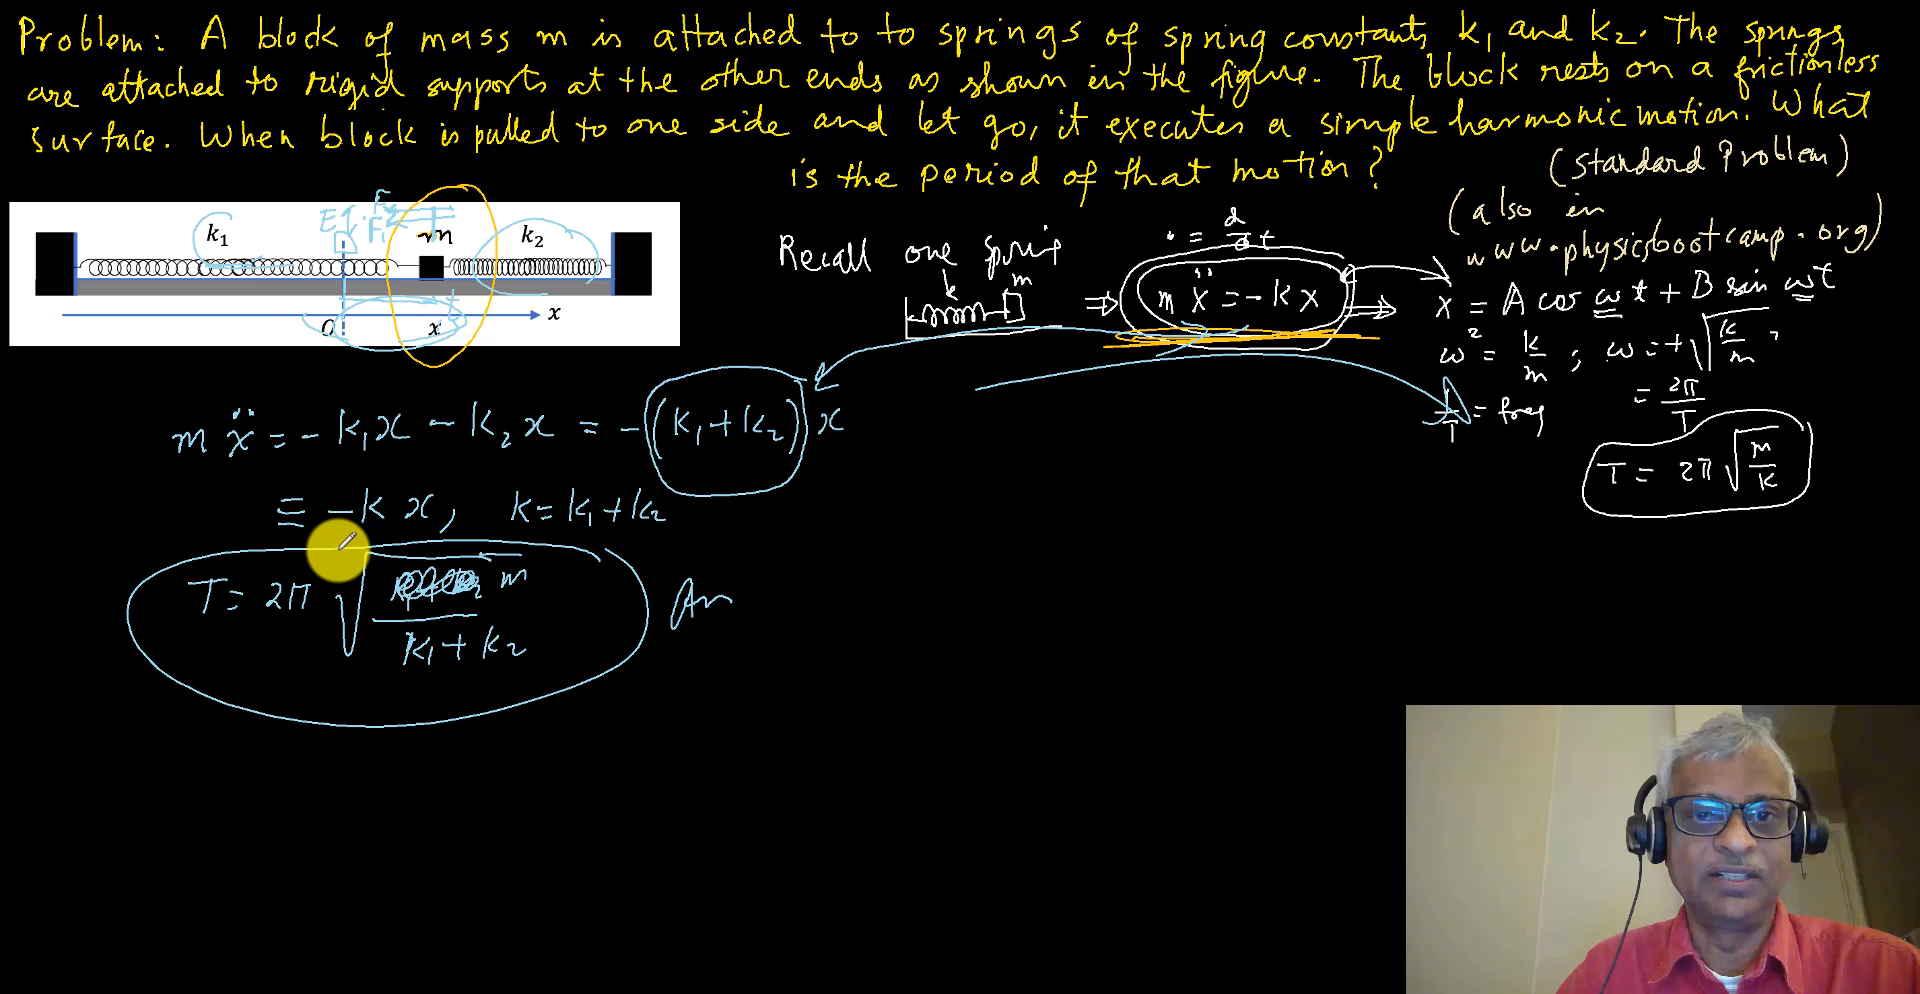 Problem: A block of mass m is attached to to springs of spring constants k₁ and k₂. The springs
are attached to rigid supports at the other ends as shown in the figure. The block rests on a frictionless
surface. When block is pulled to one side and let go, it executes a simple harmonic motion. What
is the period of that motion?
(standard Problem)
(also in
www.physicsbootcamp.org)
k₁
m
k₂
O
x
x
Recall one spring
k
m
⇒ m ẍ = - k x ⇒
x = A cos ωt + B sin ωt
ω² = k/m ; ω = +√(k/m) ,
= 2π/T
1/T = freq
T = 2π √(m/k)
m ẍ = - k₁x - k₂x = -(k₁+k₂) x
≡ -k x, k = k₁+k₂
T = 2π √(m/(k₁+k₂))